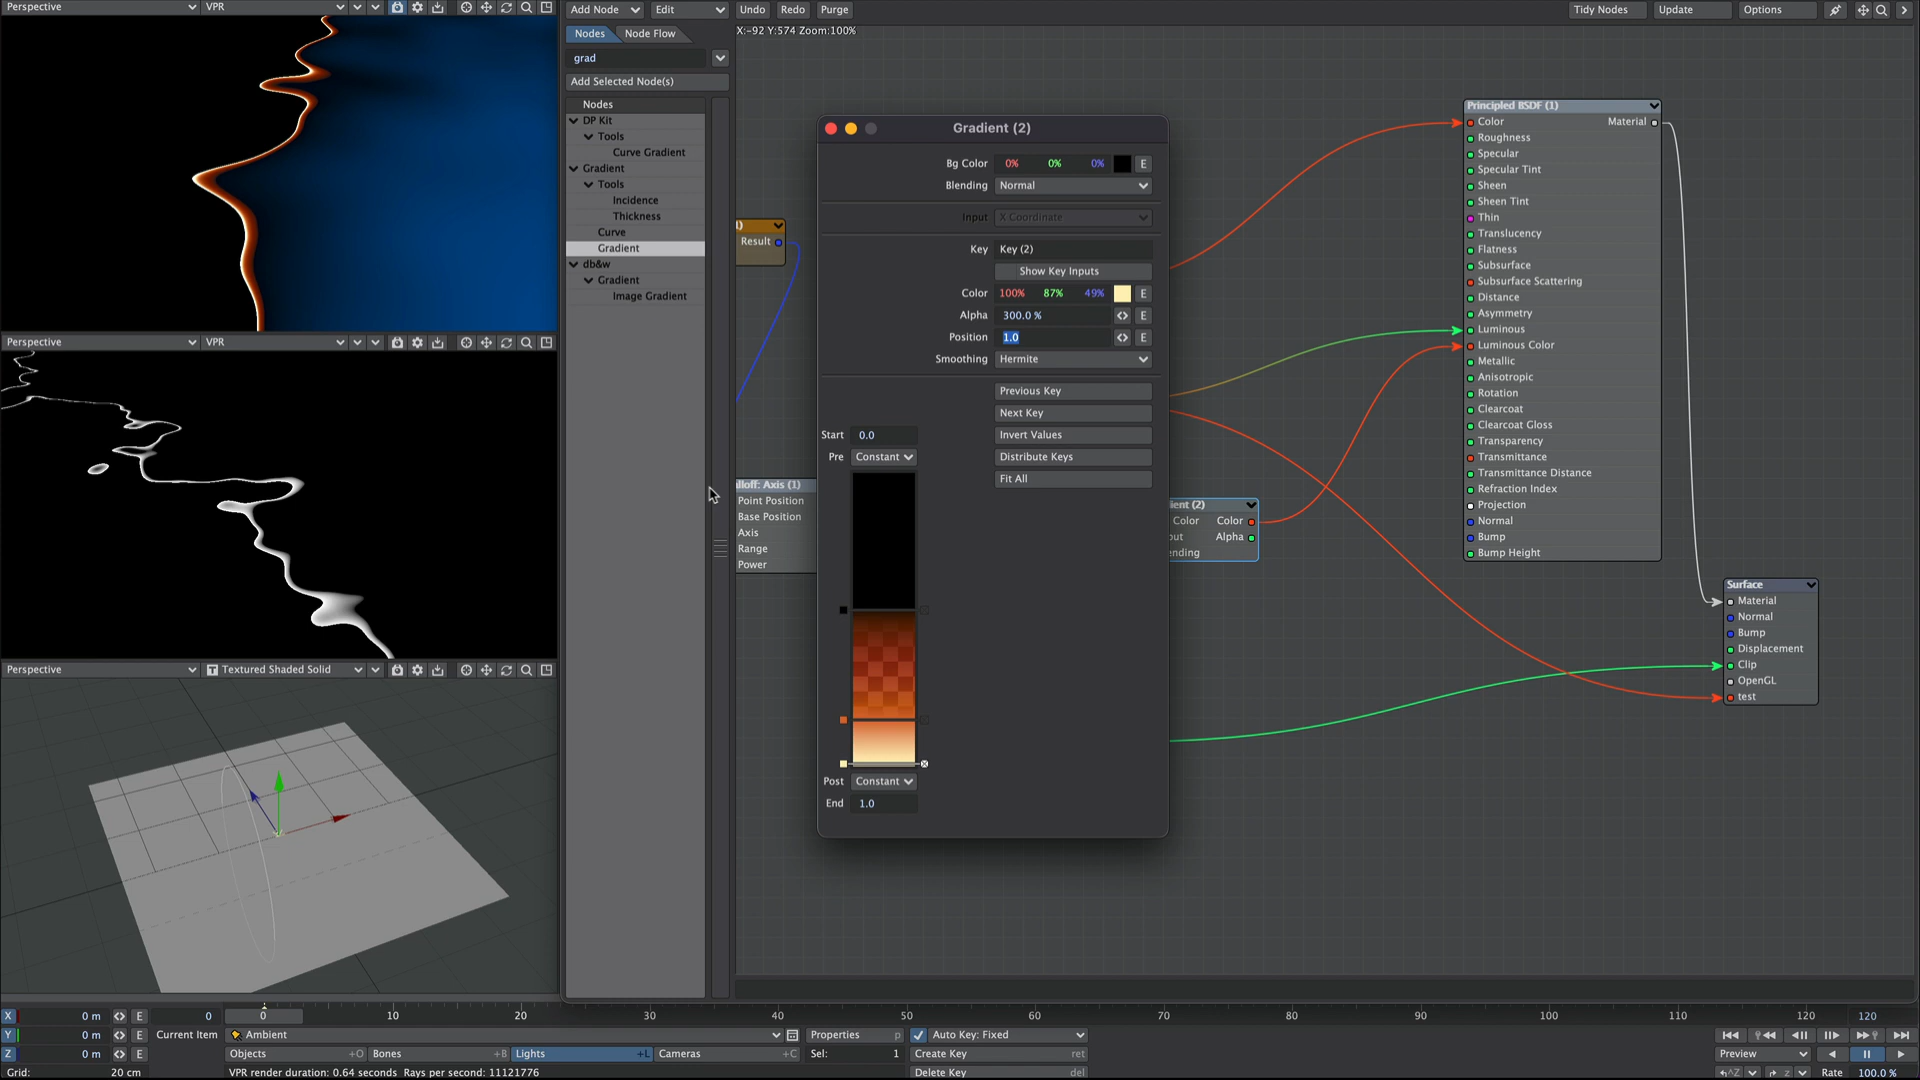 Perspective
VPR
Add Node
Edit
Undo
Redo
Purge
Tidy Nodes
Update
Options
Nodes
Node Flow
X:-92 Y:574 Zoom:100%
grad
Add Selected Node(s)
Nodes
DP Kit
Tools
Curve Gradient
Gradient
Tools
Incidence
Thickness
Curve
Gradient
db&w
Gradient
Image Gradient
Result
Falloff: Axis (1)
Point Position
Base Position
Axis
Range
Power
Gradient (2)
Bg Color 0% 0% 0% E
Blending Normal
Input X Coordinate
Key Key (2)
Show Key Inputs
Color 100% 87% 49% E
Alpha 300.0 % E
Position 1.0 E
Smoothing Hermite
Previous Key
Next Key
Invert Values
Distribute Keys
Fit All
Start 0.0
Pre Constant
Post Constant
End 1.0
ient (2)
Color Color
out Alpha
ending
Principled BSDF (1)
Color Material
Roughness
Specular
Specular Tint
Sheen
Sheen Tint
Thin
Translucency
Flatness
Subsurface
Subsurface Scattering
Distance
Asymmetry
Luminous
Luminous Color
Metallic
Anisotropic
Rotation
Clearcoat
Clearcoat Gloss
Transparency
Transmittance
Transmittance Distance
Refraction Index
Projection
Normal
Bump
Bump Height
Surface
Material
Normal
Bump
Displacement
Clip
OpenGL
test
Perspective
VPR
Perspective
T Textured Shaded Solid
X 0 m E 0 0 10 20 30 40 50 60 70 80 90 100 110 120 120
Y 0 m E Current Item Ambient Properties p Auto Key: Fixed
Z 0 m E Objects +O Bones +B Lights +L Cameras +C Sel: 1 Create Key ret Preview
Grid: 20 cm VPR render duration: 0.64 seconds Rays per second: 11121776 Delete Key del ^Z z Rate 100.0 %